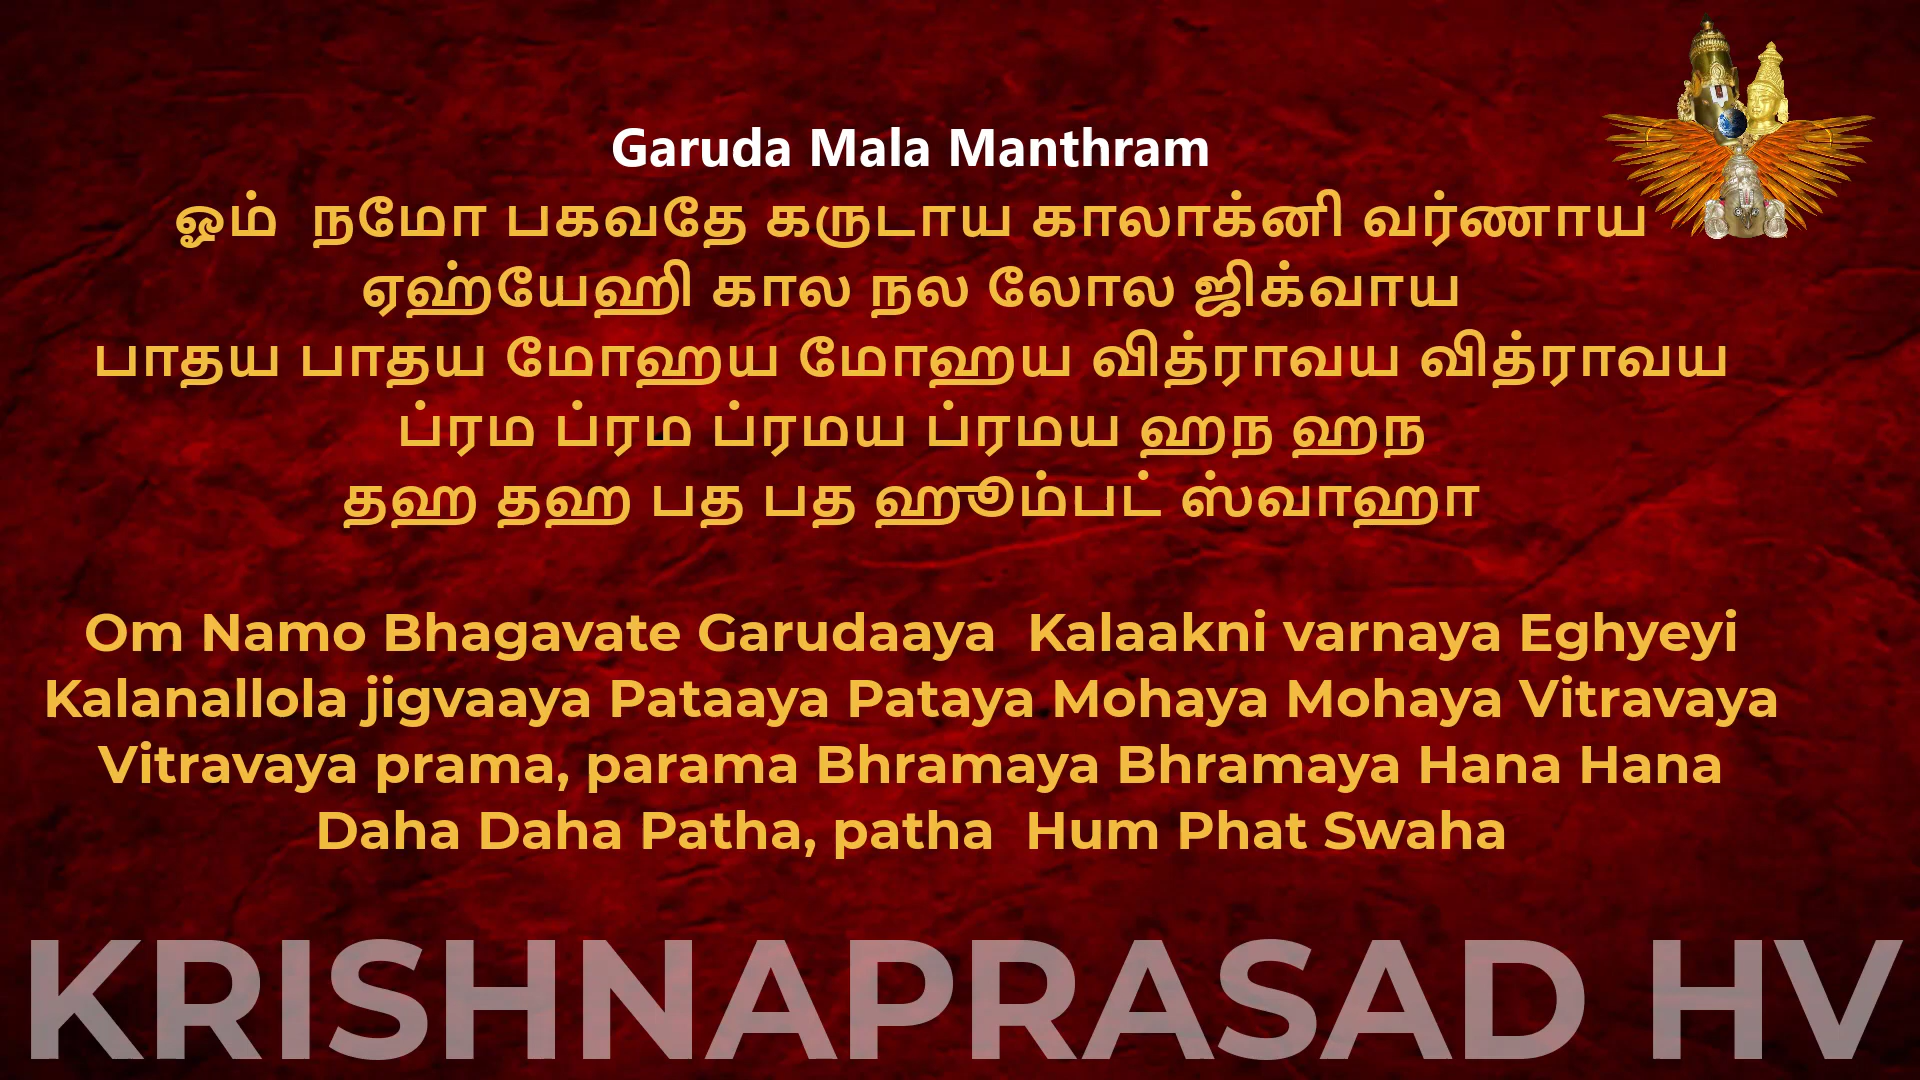 Garuda Mala Manthram
ஓம்  நமோ பகவதே கருடாய காலாக்னி வர்ணாய
ஏஹ்யேஹி கால நல லோல ஜிக்வாய
பாதய பாதய மோஹய மோஹய வித்ராவய வித்ராவய
ப்ரம ப்ரம ப்ரமய ப்ரமய ஹந ஹந
தஹ தஹ பத பத ஹூம்பட் ஸ்வாஹா
Om Namo Bhagavate Garudaaya  Kalaakni varnaya Eghyeyi
Kalanallola jigvaaya Pataaya Pataya Mohaya Mohaya Vitravaya
Vitravaya prama, parama Bhramaya Bhramaya Hana Hana
Daha Daha Patha, patha  Hum Phat Swaha
KRISHNAPRASAD HV